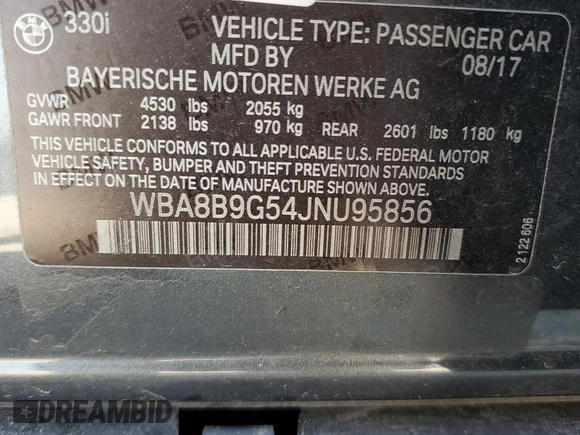 330i VEHICLE TYPE: PASSENGER CAR
MFD BY 08/17
BAYERISCHE MOTOREN WERKE AG
GVWR 4530 lbs 2055 kg
GAWR FRONT 2138 lbs 970 kg REAR 2601 lbs 1180 kg
THIS VEHICLE CONFORMS TO ALL APPLICABLE U.S. FEDERAL MOTOR
VEHICLE SAFETY, BUMPER AND THEFT PREVENTION STANDARDS
IN EFFECT ON THE DATE OF MANUFACTURE SHOWN ABOVE.
WBA8B9G54JNU95856
2 122 606
DREAMBID